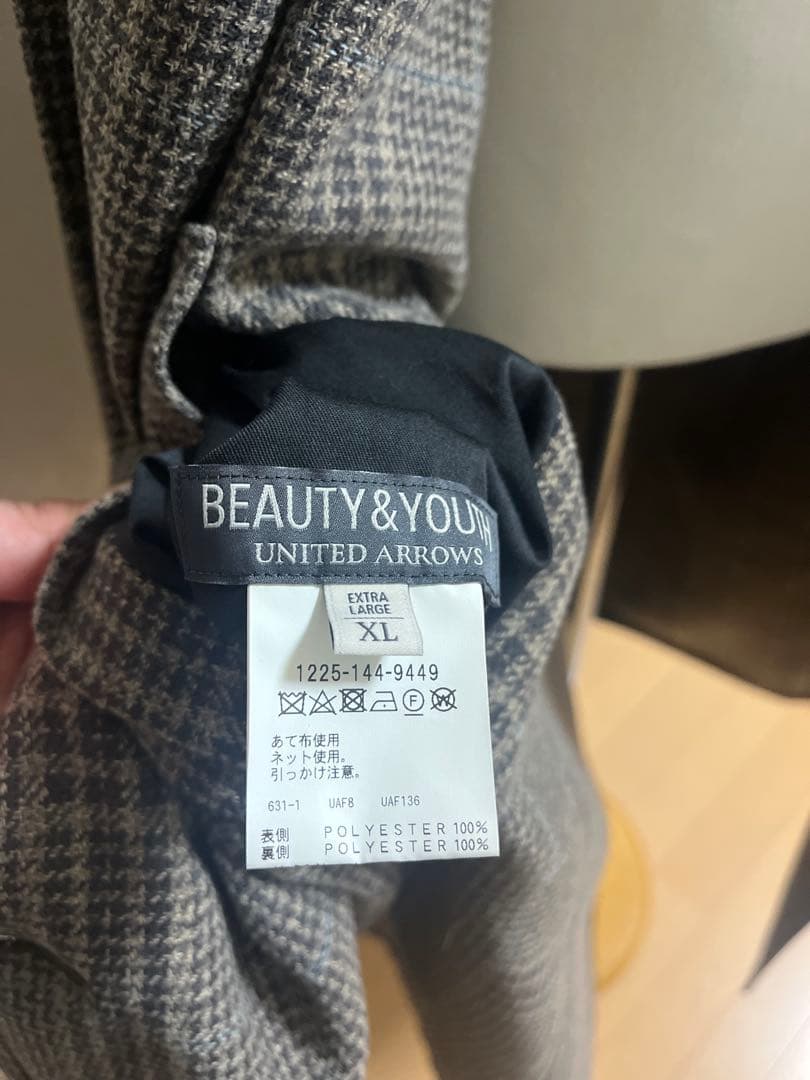 BEAUTY&YOUTH
UNITED ARROWS
EXTRA
LARGE
XL
1225-144-9449
あて布使用
ネット使用。
引っかけ注意。
631-1 UAF8 UAF136
表側 POLYESTER 100%
裏側 POLYESTER 100%